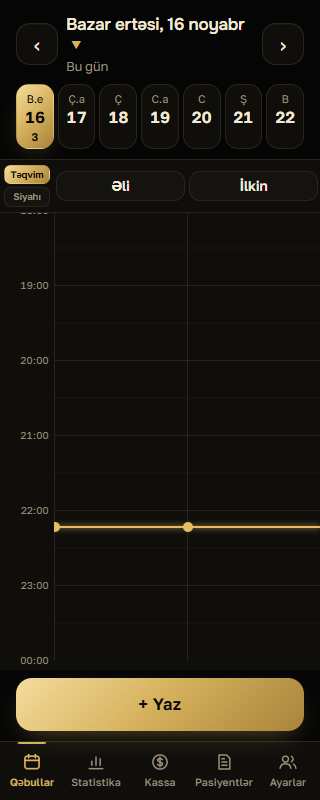 ‹
Bazar ertəsi, 16 noyabr
▼
Bu gün
›
B.e
16
3
Ç.a
17
Ç
18
C.a
19
C
20
Ş
21
B
22
Təqvim
Siyahı
Əli
İlkin
19:00
20:00
21:00
22:00
23:00
00:00
+ Yaz
Qəbullar
Statistika
Kassa
Pasiyentlər
Ayarlar